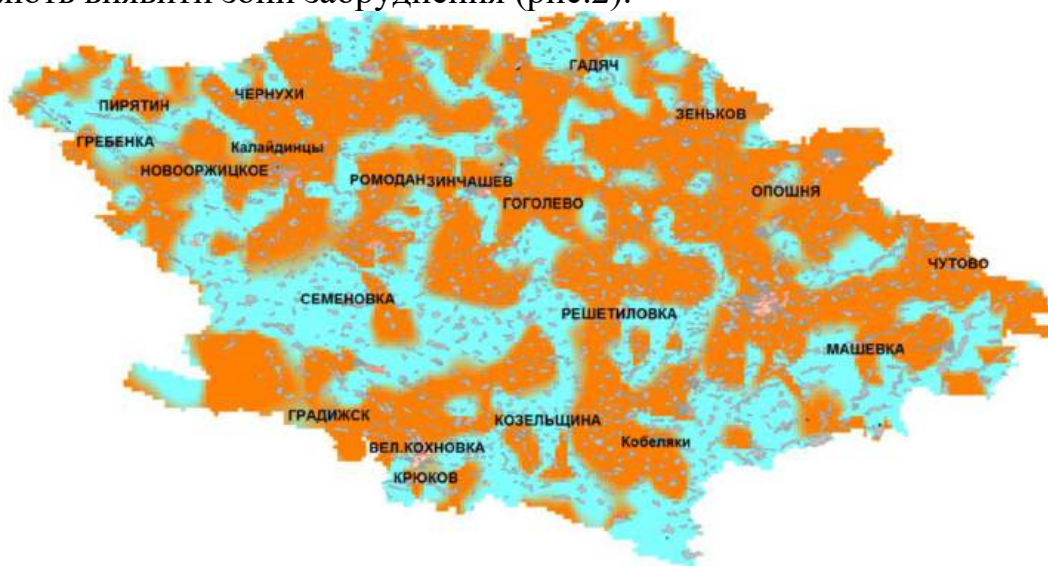 виявити зони забруднення (рис.2).
ГАДЯЧ
ЧЕРНУХИ
ПИРЯТИН
ЗЕНЬКОВ
ГРЕБЕНКА
Калайдинцы
НОВООРЖИЦКОЕ
РОМОДАН
ЗИНЧАШЕВ
ОПОШНЯ
ГОГОЛЕВО
ЧУТОВО
СЕМЕНОВКА
РЕШЕТИЛОВКА
МАШЕВКА
ГРАДИЖСК
КОЗЕЛЬЩИНА
Кобеляки
ВЕЛ.КОХНОВКА
КРЮКОВ